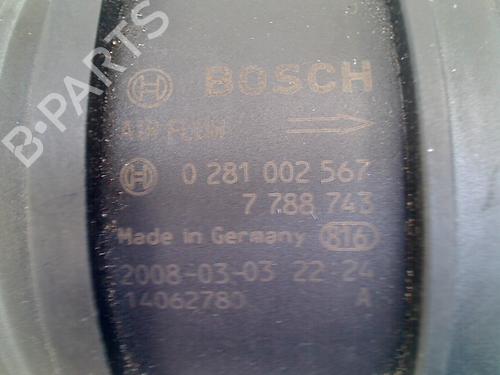 BOSCH
AIR FLOW
0 281 002 567
7 788 743
Made in Germany 816
2008-03-03 22 24
14062780 A
B-PARTS